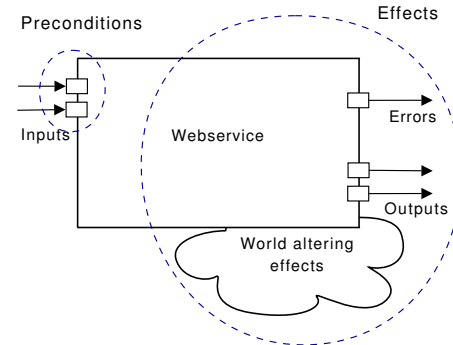 Effects
Preconditions
Errors
Inputs
Webservice
Outputs
World altering
effects